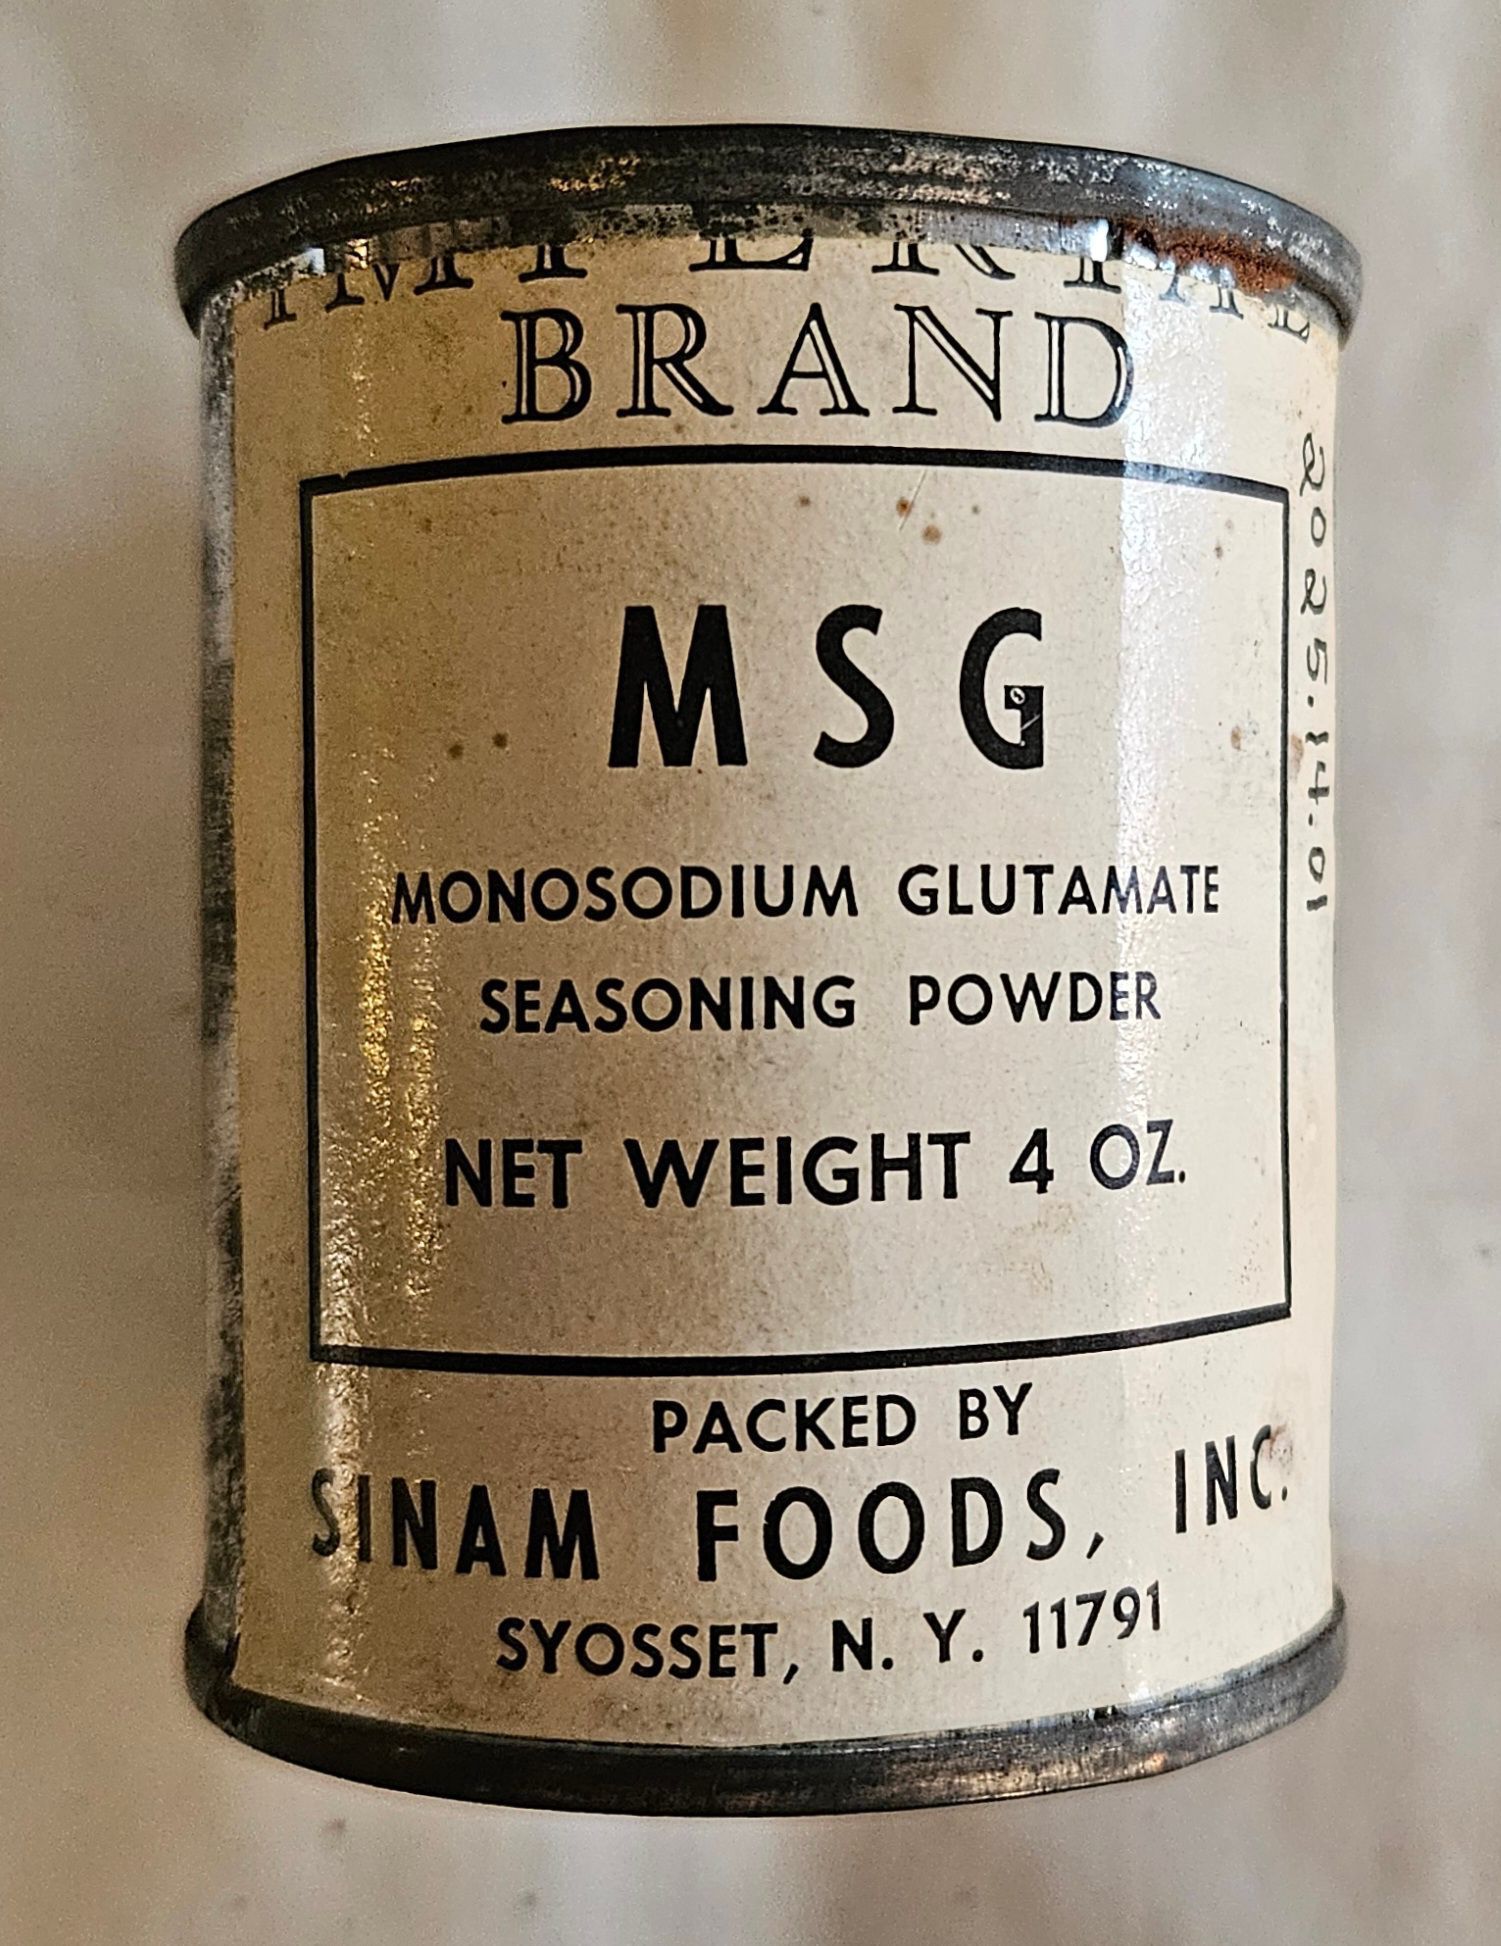 IMPERIAL
BRAND
MSG
MONOSODIUM GLUTAMATE
SEASONING POWDER
NET WEIGHT 4 OZ.
PACKED BY
SINAM FOODS, INC.
SYOSSET, N. Y. 11791
2025.14.01